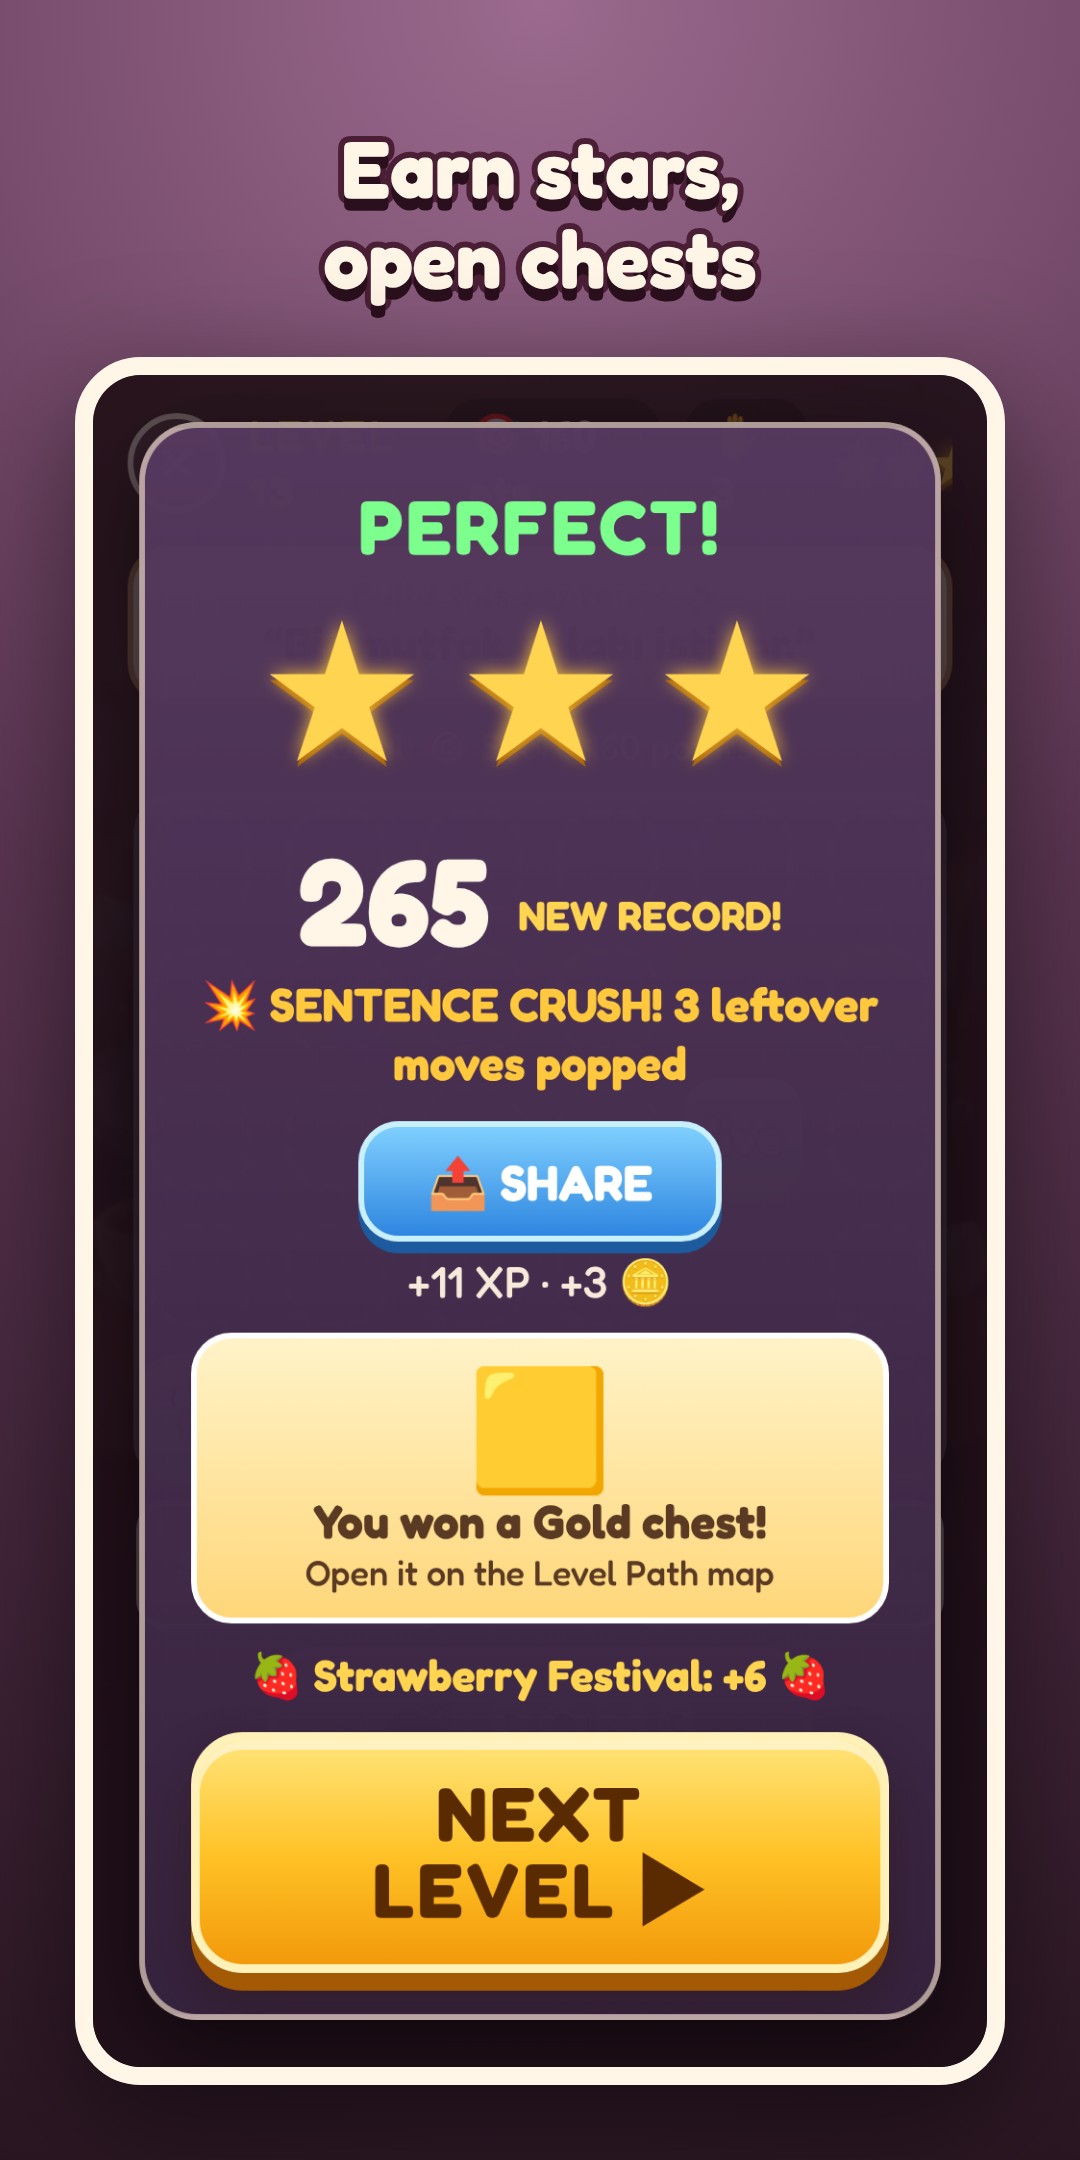 Earn stars,
open chests
PERFECT!
265 NEW RECORD!
💥 SENTENCE CRUSH! 3 leftover
moves popped
📤 SHARE
+11 XP · +3 🪙
You won a Gold chest!
Open it on the Level Path map
🍓 Strawberry Festival: +6 🍓
NEXT
LEVEL ▶